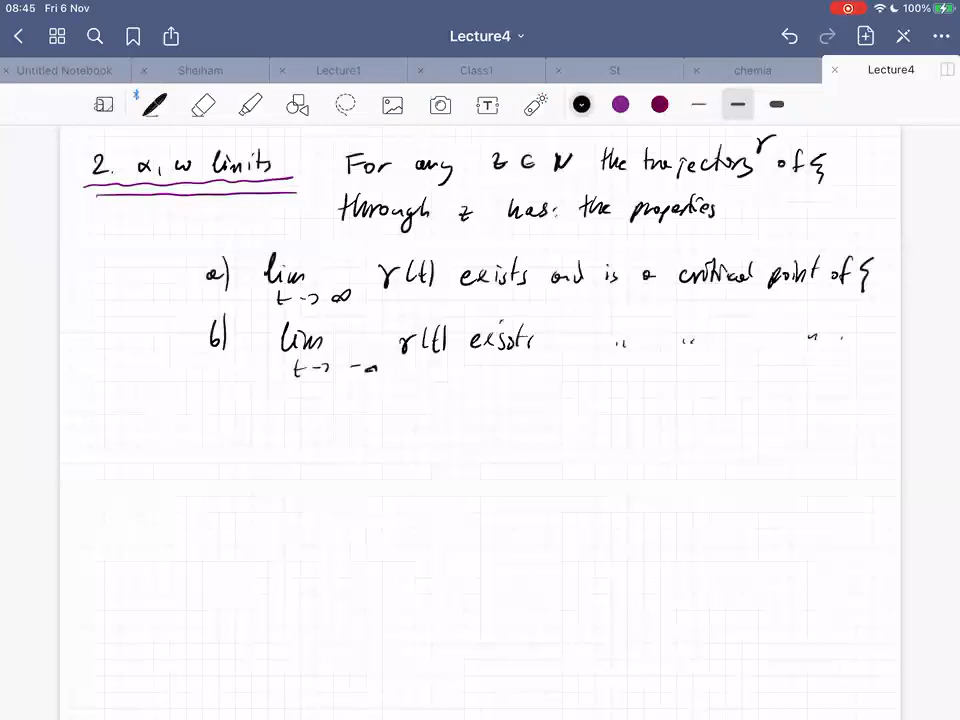 08:45 Fri 6 Nov 100%
Lecture4
Untitled Notebook Sheiham Lecture1 Class1 St chemia Lecture4
2. α, ω limits For any z ∈ N the trajectory γ of ξ
through z has: the properties
a) lim t→∞ γ(t) exists and is a critical point of ξ
b) lim t→ -∞ γ(t) exists " " " .